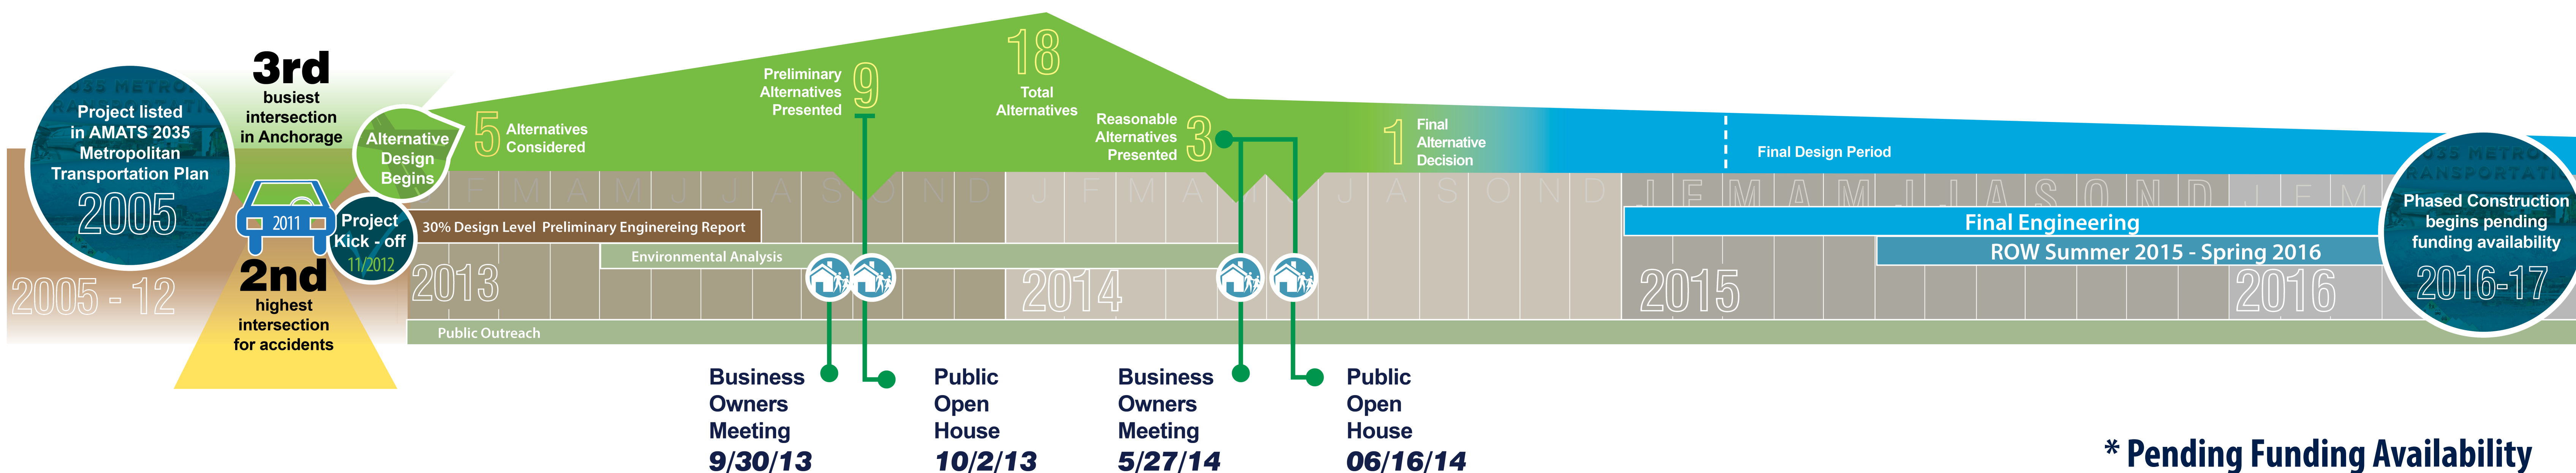 Project listed
in AMATS 2035
Metropolitan
Transportation Plan
2005
2005 - 12
3rd
busiest
intersection
in Anchorage
2011
2nd
highest
intersection
for accidents
Alternative
Design
Begins
Project
Kick - off
11/2012
5 Alternatives
Considered
Preliminary
Alternatives
Presented
9
18
Total
Alternatives
Reasonable
Alternatives
Presented
3
1 Final
Alternative
Decision
Final Design Period
F M A M J J A S O N D
J F M A M J J A S O N D
J F M A M J J A S O N D
J F M
30% Design Level Preliminary Enginereing Report
Environmental Analysis
Final Engineering
ROW Summer 2015 - Spring 2016
2013
2014
2015
2016
Public Outreach
Phased Construction
begins pending
funding availability
2016-17
Business
Owners
Meeting
9/30/13
Public
Open
House
10/2/13
Business
Owners
Meeting
5/27/14
Public
Open
House
06/16/14
* Pending Funding Availability